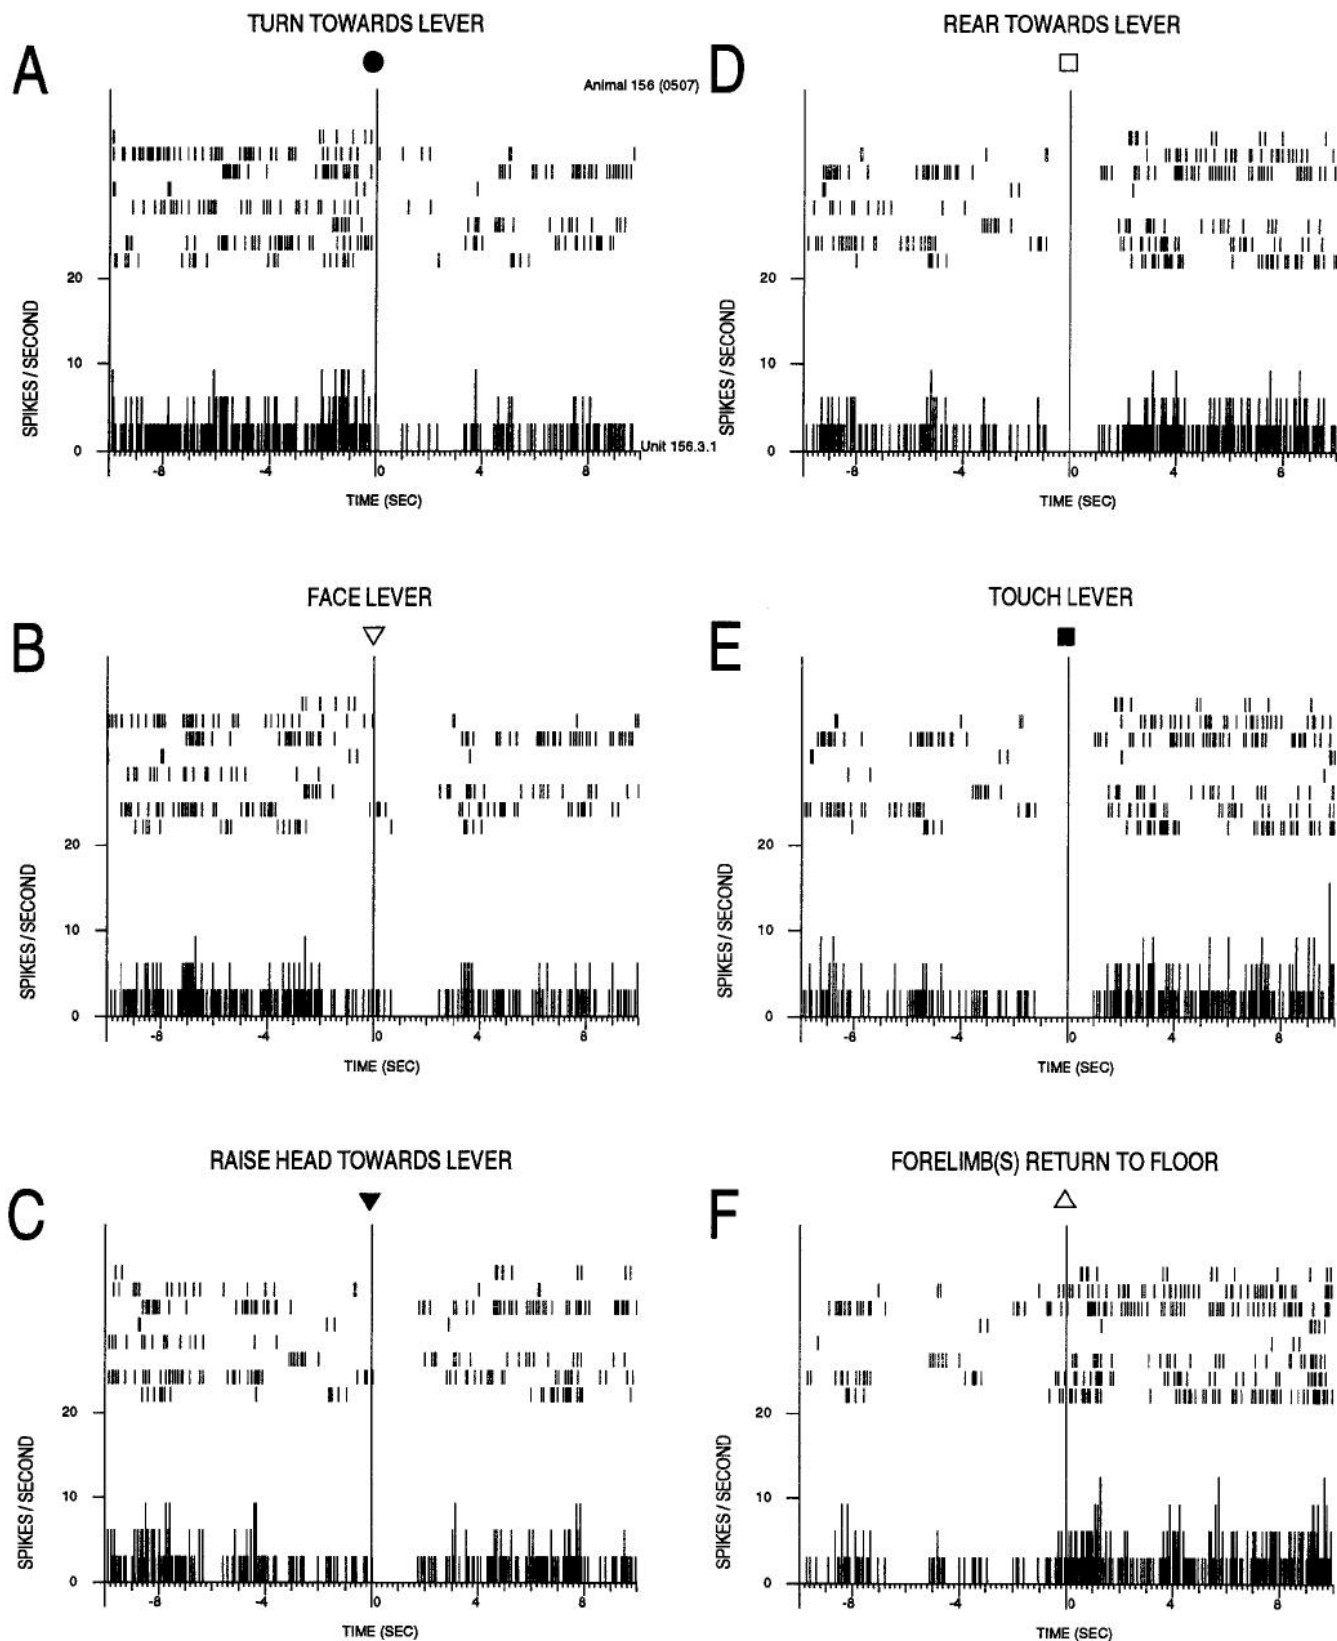 A
TURN TOWARDS LEVER
Animal 156 (0507)
SPIKES / SECOND
20
10
0
-8
-4
0
4
8
Unit 156.3.1
TIME (SEC)
D
REAR TOWARDS LEVER
SPIKES / SECOND
20
10
0
-8
-4
0
4
8
TIME (SEC)
B
FACE LEVER
SPIKES / SECOND
20
10
0
-8
-4
0
4
8
TIME (SEC)
E
TOUCH LEVER
SPIKES / SECOND
20
10
0
-8
-4
0
4
8
TIME (SEC)
C
RAISE HEAD TOWARDS LEVER
SPIKES / SECOND
20
10
0
-8
-4
0
4
8
TIME (SEC)
F
FORELIMB(S) RETURN TO FLOOR
SPIKES / SECOND
20
10
0
-8
-4
0
4
8
TIME (SEC)